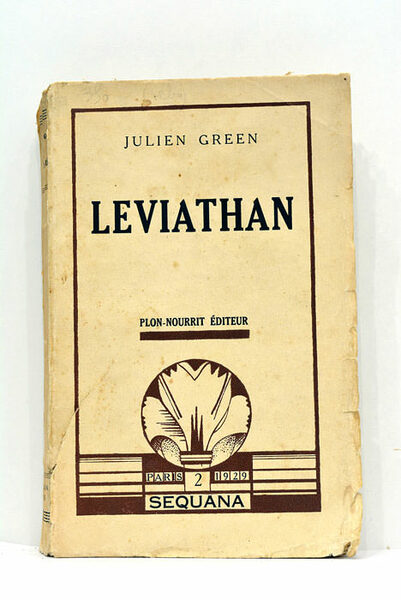 JULIEN GREEN
LEVIATHAN
PLON-NOURRIT ÉDITEUR
PARIS 2 1929
SEQUANA